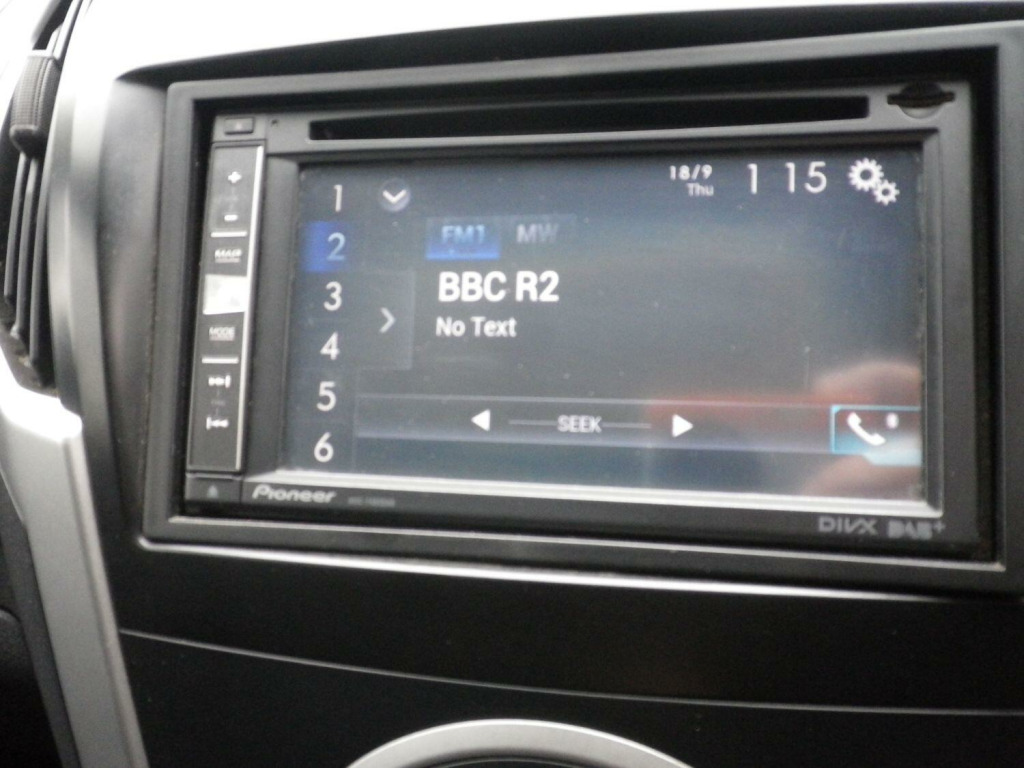 18/9
Thu
1 15
1
2
3
4
5
6
FM1 MW
BBC R2
No Text
SEEK
MODE
Pioneer
DIVX DAB+